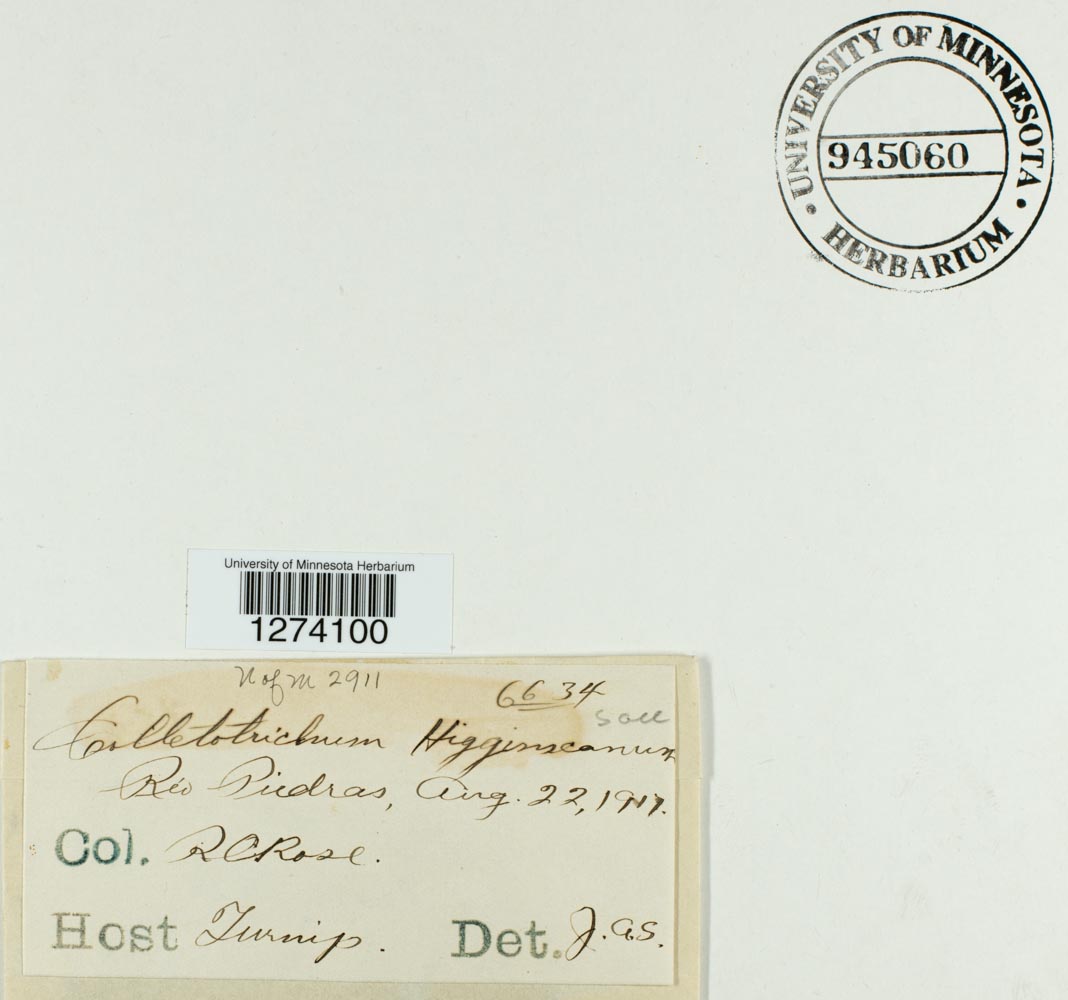 UNIVERSITY OF MINNESOTA
945060
HERBARIUM
University of Minnesota Herbarium
1274100
U of M 2911
6634
Sacc
Colletotrichum Higginsianum
Rio Piedras, Aug. 22, 1917.
Col. R C Rose.
Host Turnip. Det. J.A.S.